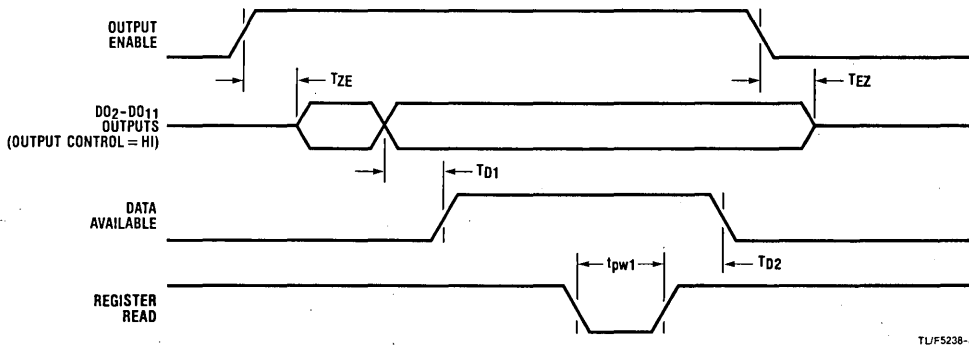 OUTPUT
ENABLE
TZE
TEZ
DO2-DO11
OUTPUTS
(OUTPUT CONTROL = HI)
TD1
DATA
AVAILABLE
TD2
tpw1
REGISTER
READ
TL/F5238-